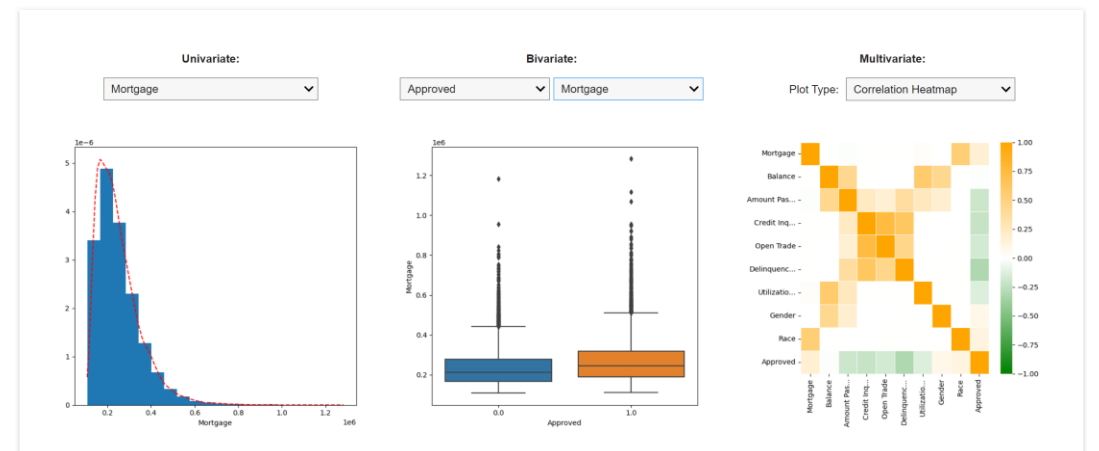 Univariate:
Mortgage
Bivariate:
Approved
Mortgage
Multivariate:
Plot Type:
Correlation Heatmap
1e−6
5
4
3
2
1
0
0.2
0.4
0.6
0.8
1.0
1.2
1e6
Mortgage
1e6
1.2
1.0
0.8
0.6
0.4
0.2
Mortgage
0.0
1.0
Approved
Mortgage
Balance
Amount Pas...
Credit Inq...
Open Trade
Delinquenc...
Utilizatio...
Gender
Race
Approved
Mortgage
Balance
Amount Pas...
Credit Inq...
Open Trade
Delinquenc...
Utilizatio...
Gender
Race
Approved
1.00
0.75
0.50
0.25
0.00
−0.25
−0.50
−0.75
−1.00